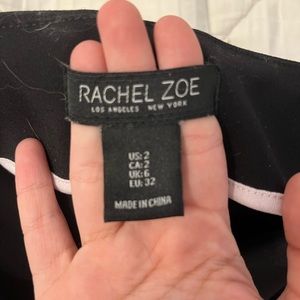 RACHEL ZOE
LOS ANGELES NEW YORK
US: 2
CA: 2
UK: 6
EU: 32
MADE IN CHINA